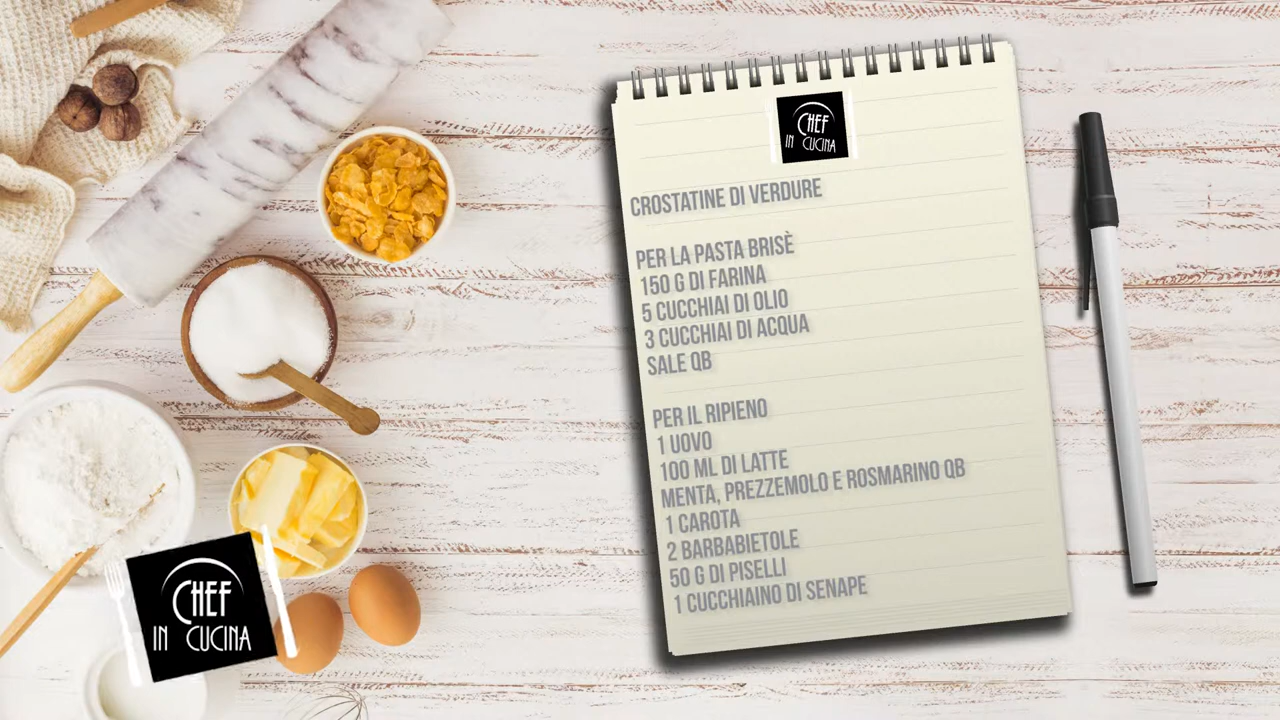 CHEF
IN CUCINA
CROSTATINE DI VERDURE
PER LA PASTA BRISÈ
150 G DI FARINA
5 CUCCHIAI DI OLIO
3 CUCCHIAI DI ACQUA
SALE QB
PER IL RIPIENO
1 UOVO
100 ML DI LATTE
MENTA, PREZZEMOLO E ROSMARINO QB
1 CAROTA
2 BARBABIETOLE
50 G DI PISELLI
1 CUCCHIAINO DI SENAPE
CHEF
IN CUCINA